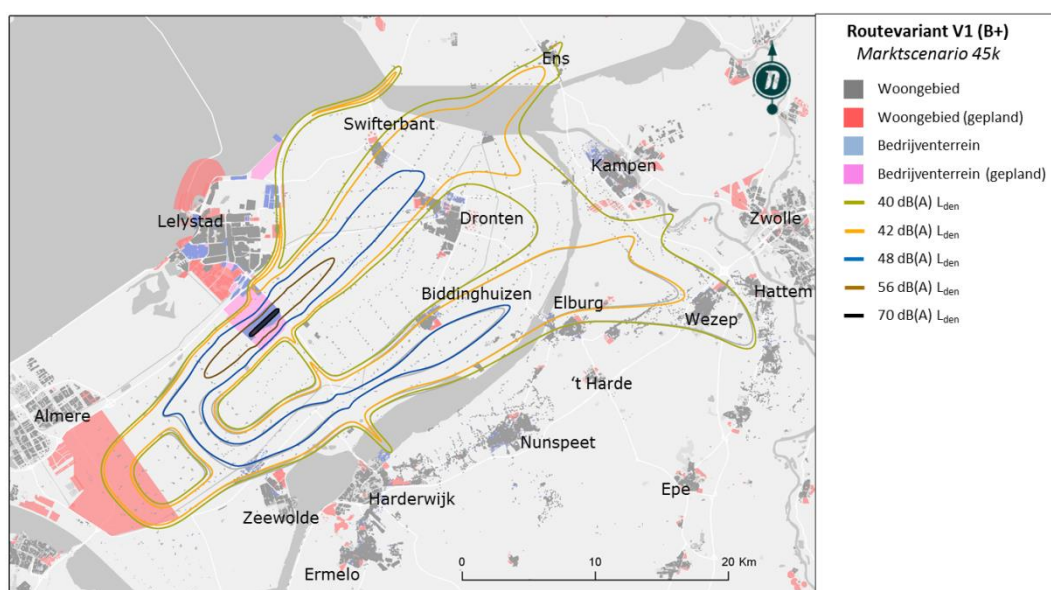 Ens
Swifterbant
Kampen
Lelystad
Dronten
Zwolle
Biddinghuizen
Elburg
Hattem
Wezep
't Harde
Almere
Nunspeet
Epe
Harderwijk
Zeewolde
Ermelo
0 10 20 Km
Routevariant V1 (B+)
Marktscenario 45k
Woongebied
Woongebied (gepland)
Bedrijventerrein
Bedrijventerrein (gepland)
40 dB(A) Lden
42 dB(A) Lden
48 dB(A) Lden
56 dB(A) Lden
70 dB(A) Lden